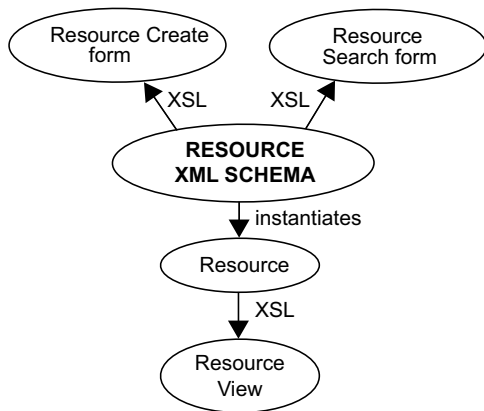 Resource Create
form
Resource
Search form
XSL
XSL
RESOURCE
XML SCHEMA
instantiates
Resource
XSL
Resource
View